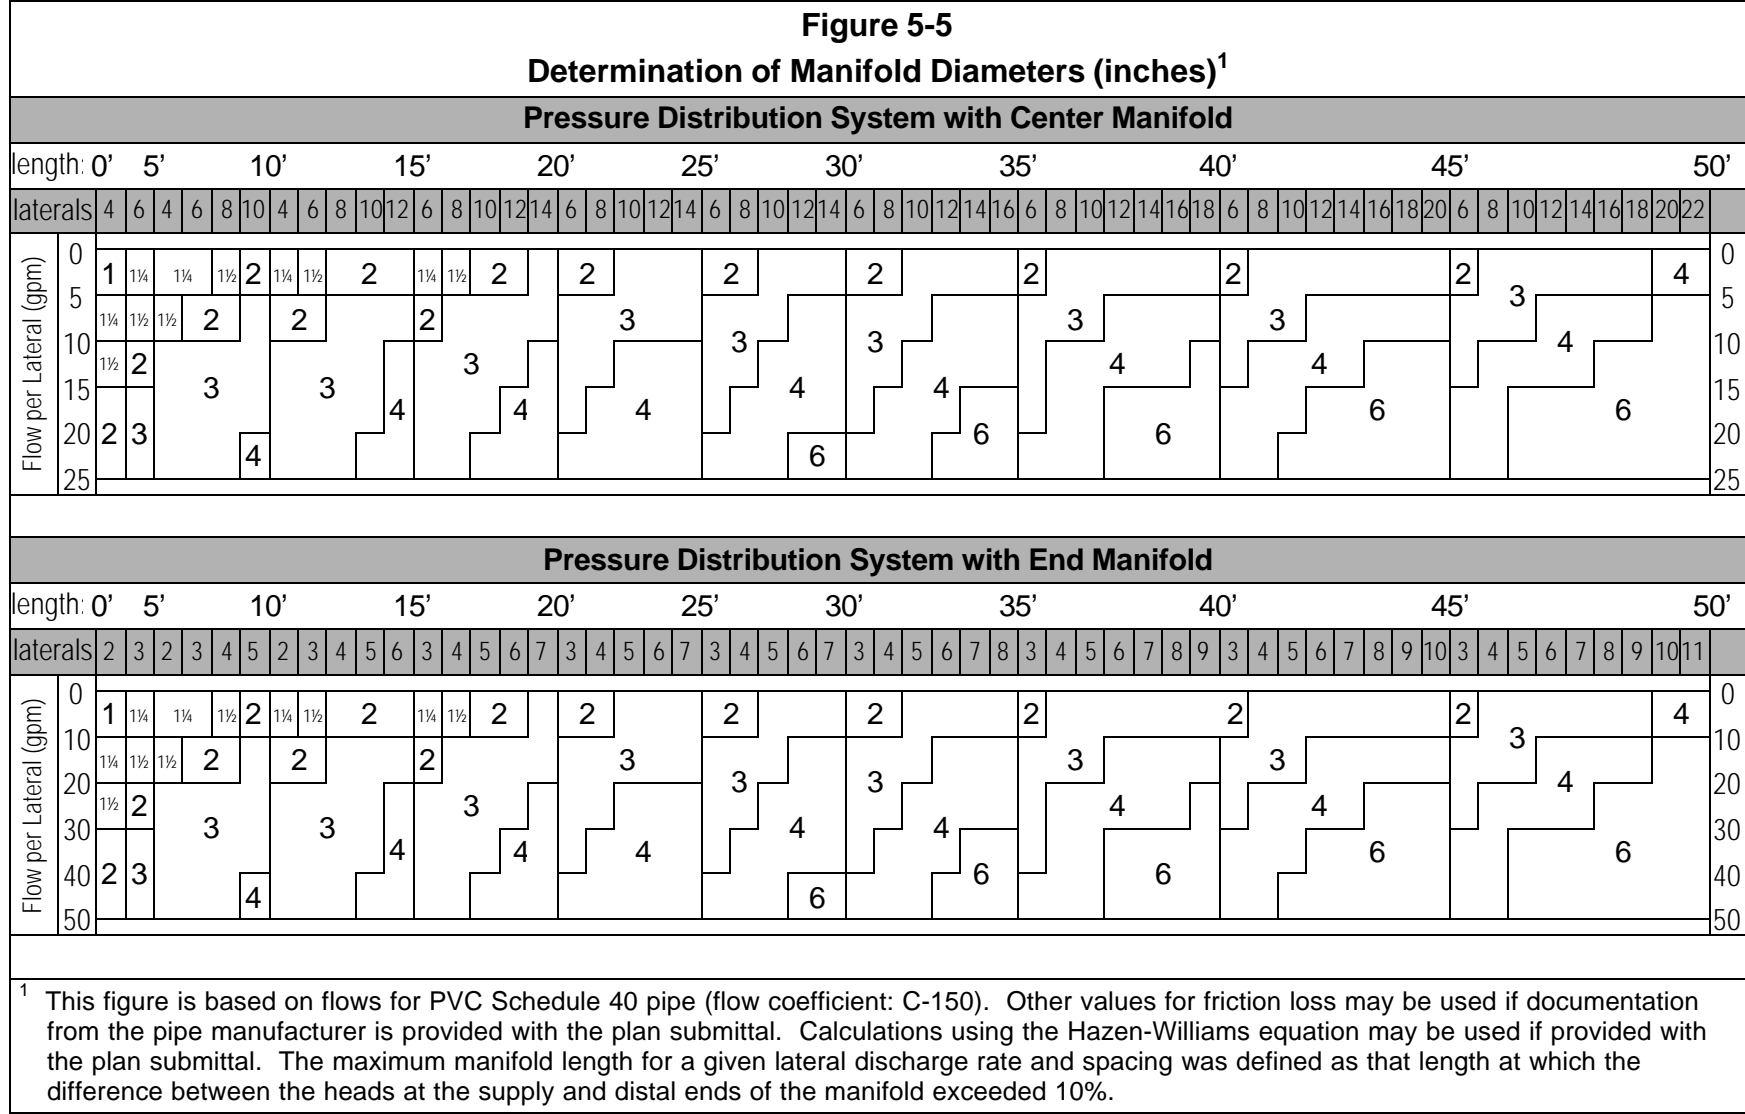 Figure 5-5
Determination of Manifold Diameters (inches)¹
Pressure Distribution System with Center Manifold
length: 0’ 5’ 10’ 15’ 20’ 25’ 30’ 35’ 40’ 45’ 50’
laterals 4 6 4 6 8 10 4 6 8 10 12 6 8 10 12 14 6 8 10 12 14 6 8 10 12 14 6 8 10 12 14 16 6 8 10 12 14 16 18 6 8 10 12 14 16 18 20 6 8 10 12 14 16 18 20 22
Flow per Lateral (gpm)
0 0
1 1¼ 1¼ 1½ 2 1¼ 1½ 2 1¼ 1½ 2 2 2 2 2 2 2 4
5 3 5
1¼ 1½ 1½ 2 2 2 3 3 3
10 3 3 4 10
1½ 2 3 4 4
15 3 3 4 4 15
4 4 4 6 6
20 2 3 6 6 20
4 6
25 25
Pressure Distribution System with End Manifold
length: 0’ 5’ 10’ 15’ 20’ 25’ 30’ 35’ 40’ 45’ 50’
laterals 2 3 2 3 4 5 2 3 4 5 6 3 4 5 6 7 3 4 5 6 7 3 4 5 6 7 3 4 5 6 7 8 3 4 5 6 7 8 9 3 4 5 6 7 8 9 10 3 4 5 6 7 8 9 10 11
Flow per Lateral (gpm)
0 0
1 1¼ 1¼ 1½ 2 1¼ 1½ 2 1¼ 1½ 2 2 2 2 2 2 2 4
10 3 10
1¼ 1½ 1½ 2 2 2 3 3 3
20 3 3 4 20
1½ 2 3 4 4
30 3 3 4 4 30
4 4 4 6 6
40 2 3 6 6 40
4 6
50 50
¹ This figure is based on flows for PVC Schedule 40 pipe (flow coefficient: C-150). Other values for friction loss may be used if documentation
from the pipe manufacturer is provided with the plan submittal. Calculations using the Hazen-Williams equation may be used if provided with
the plan submittal. The maximum manifold length for a given lateral discharge rate and spacing was defined as that length at which the
difference between the heads at the supply and distal ends of the manifold exceeded 10%.